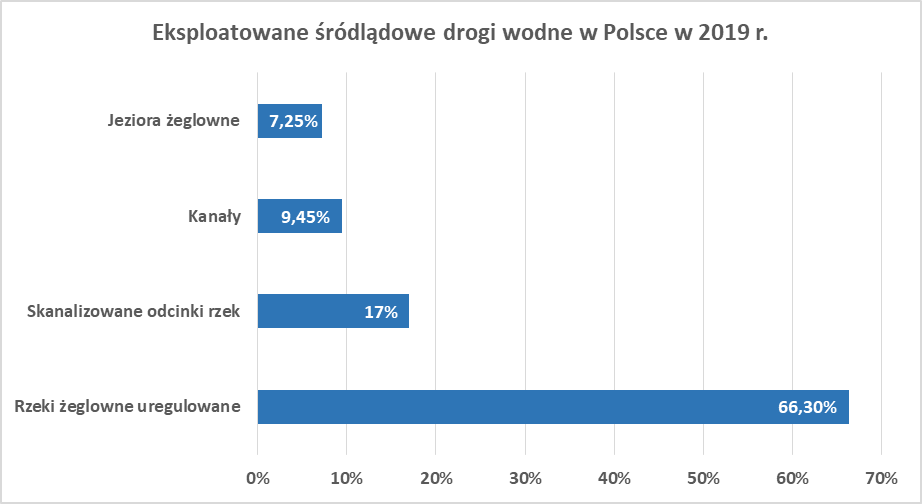 Eksploatowane śródlądowe drogi wodne w Polsce w 2019 r.
Jeziora żeglowne
7,25%
Kanały
9,45%
Skanalizowane odcinki rzek
17%
Rzeki żeglowne uregulowane
66,30%
0% 10% 20% 30% 40% 50% 60% 70%